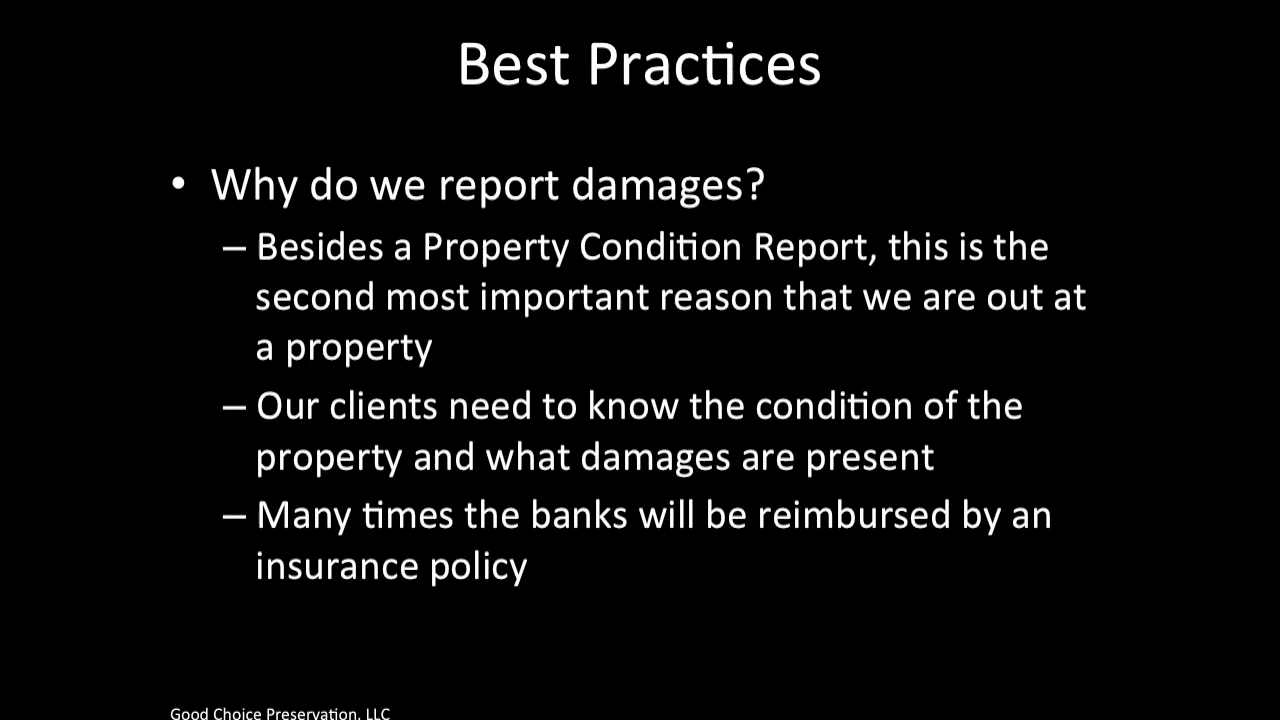 Best Practices
• Why do we report damages?
– Besides a Property Condition Report, this is the
second most important reason that we are out at
a property
– Our clients need to know the condition of the
property and what damages are present
– Many times the banks will be reimbursed by an
insurance policy
Good Choice Preservation, LLC